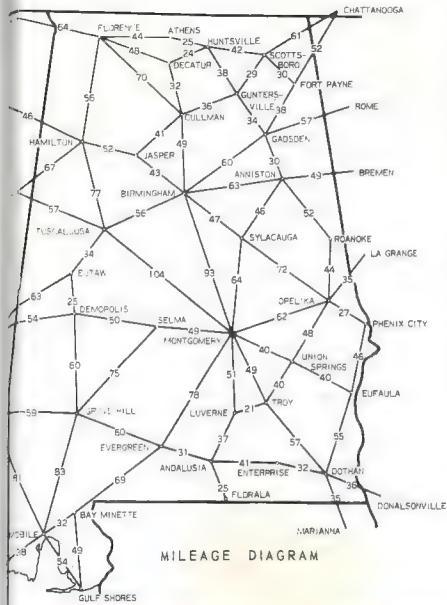 CHATTANOOGA
64
FLORENCE
44
ATHENS
25
HUNTSVILLE
42
61
52
48
24
DECATUR
38
29
SCOTTSBORO
30
FORT PAYNE
56
70
32
36
GUNTERSVILLE
38
CULLMAN
34
57
ROME
46
HAMILTON
52
41
49
60
GADSDEN
30
JASPER
67
43
ANNISTON
49
BREMEN
77
BIRMINGHAM
63
57
56
47
46
52
TUSCALOOSA
SYLACAUGA
ROANOKE
34
104
93
LA GRANGE
EUTAW
64
72
44
35
63
25
OPELIKA
54
DEMOPOLIS
50
SELMA
49
62
27
PHENIX CITY
MONTGOMERY
48
40
UNION SPRINGS
46
60
75
51
49
40
40
EUFAULA
78
TROY
59
GROVE HILL
LUVERNE
21
60
57
55
EVERGREEN
31
37
83
ANDALUSIA
41
ENTERPRISE
32
DOTHAN
81
69
25
36
FLORALA
35
DONALSONVILLE
32
BAY MINETTE
MARIANNA
MOBILE
38
49
54
MILEAGE DIAGRAM
GULF SHORES